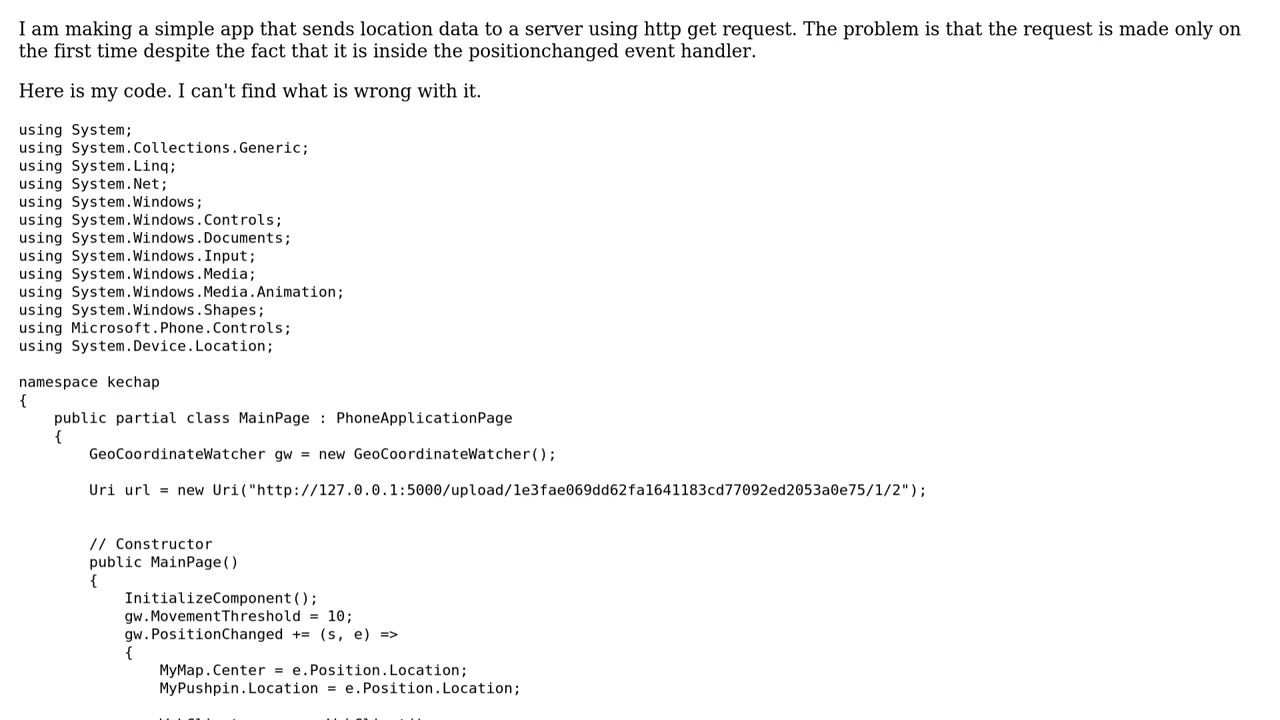 I am making a simple app that sends location data to a server using http get request. The problem is that the request is made only on
the first time despite the fact that it is inside the positionchanged event handler.
Here is my code. I can't find what is wrong with it.
using System;
using System.Collections.Generic;
using System.Linq;
using System.Net;
using System.Windows;
using System.Windows.Controls;
using System.Windows.Documents;
using System.Windows.Input;
using System.Windows.Media;
using System.Windows.Media.Animation;
using System.Windows.Shapes;
using Microsoft.Phone.Controls;
using System.Device.Location;
namespace kechap
{
    public partial class MainPage : PhoneApplicationPage
    {
        GeoCoordinateWatcher gw = new GeoCoordinateWatcher();
        Uri url = new Uri("http://127.0.0.1:5000/upload/1e3fae069dd62fa1641183cd77092ed2053a0e75/1/2");
        // Constructor
        public MainPage()
        {
            InitializeComponent();
            gw.MovementThreshold = 10;
            gw.PositionChanged += (s, e) =>
            {
                MyMap.Center = e.Position.Location;
                MyPushpin.Location = e.Position.Location;